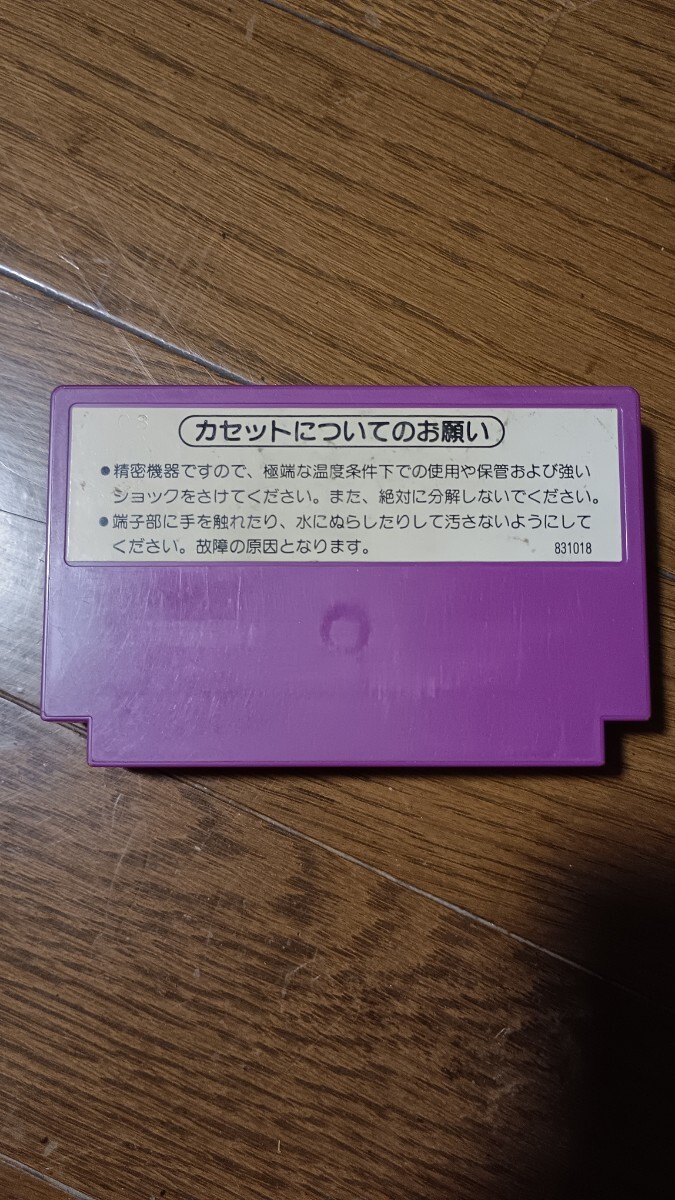 カセットについてのお願い
●精密機器ですので、極端な温度条件下での使用や保管および強い
ショックをさけてください。また、絶対に分解しないでください。
●端子部に手を触れたり、水にぬらしたりして汚さないようにして
ください。故障の原因となります。 831018